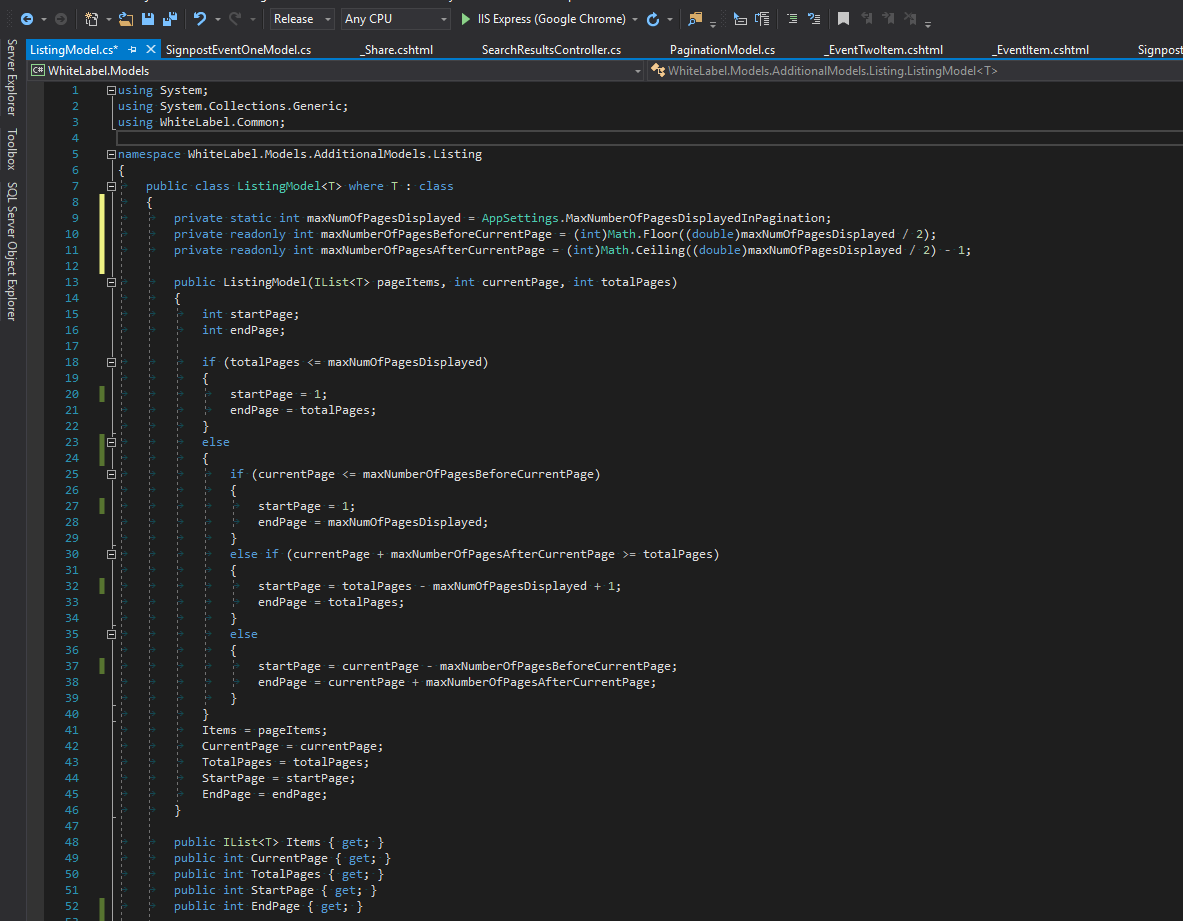 Release Any CPU IIS Express (Google Chrome)
ListingModel.cs* SignpostEventOneModel.cs _Share.cshtml SearchResultsController.cs PaginationModel.cs _EventTwoItem.cshtml _EventItem.cshtml Signpost
C# WhiteLabel.Models WhiteLabel.Models.AdditionalModels.Listing.ListingModel<T>
Server Explorer
Toolbox
SQL Server Object Explorer
1 using System;
2 using System.Collections.Generic;
3 using WhiteLabel.Common;
4
5 namespace WhiteLabel.Models.AdditionalModels.Listing
6 {
7 public class ListingModel<T> where T : class
8 {
9 private static int maxNumOfPagesDisplayed = AppSettings.MaxNumberOfPagesDisplayedInPagination;
10 private readonly int maxNumberOfPagesBeforeCurrentPage = (int)Math.Floor((double)maxNumOfPagesDisplayed / 2);
11 private readonly int maxNumberOfPagesAfterCurrentPage = (int)Math.Ceiling((double)maxNumOfPagesDisplayed / 2) - 1;
12
13 public ListingModel(IList<T> pageItems, int currentPage, int totalPages)
14 {
15 int startPage;
16 int endPage;
17
18 if (totalPages <= maxNumOfPagesDisplayed)
19 {
20 startPage = 1;
21 endPage = totalPages;
22 }
23 else
24 {
25 if (currentPage <= maxNumberOfPagesBeforeCurrentPage)
26 {
27 startPage = 1;
28 endPage = maxNumOfPagesDisplayed;
29 }
30 else if (currentPage + maxNumberOfPagesAfterCurrentPage >= totalPages)
31 {
32 startPage = totalPages - maxNumOfPagesDisplayed + 1;
33 endPage = totalPages;
34 }
35 else
36 {
37 startPage = currentPage - maxNumberOfPagesBeforeCurrentPage;
38 endPage = currentPage + maxNumberOfPagesAfterCurrentPage;
39 }
40 }
41 Items = pageItems;
42 CurrentPage = currentPage;
43 TotalPages = totalPages;
44 StartPage = startPage;
45 EndPage = endPage;
46 }
47
48 public IList<T> Items { get; }
49 public int CurrentPage { get; }
50 public int TotalPages { get; }
51 public int StartPage { get; }
52 public int EndPage { get; }